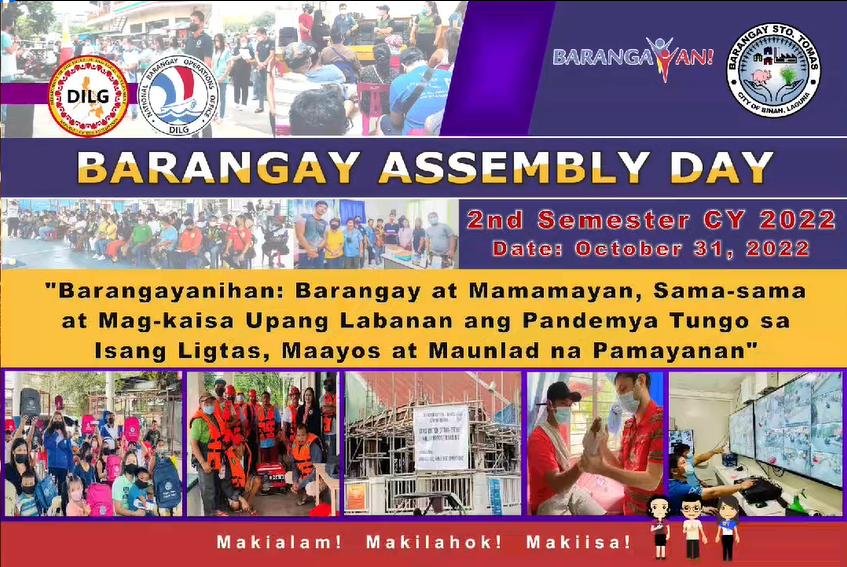 BARANGAYAN!
BARANGAY STO. TOMAS
CITY OF BIÑAN, LAGUNA
DILG
NATIONAL BARANGAY OPERATIONS OFFICE
DILG
BARANGAY ASSEMBLY DAY
2nd Semester CY 2022
Date: October 31, 2022
"Barangayanihan: Barangay at Mamamayan, Sama-sama
at Mag-kaisa Upang Labanan ang Pandemya Tungo sa
Isang Ligtas, Maayos at Maunlad na Pamayanan"
Makialam! Makilahok! Makiisa!